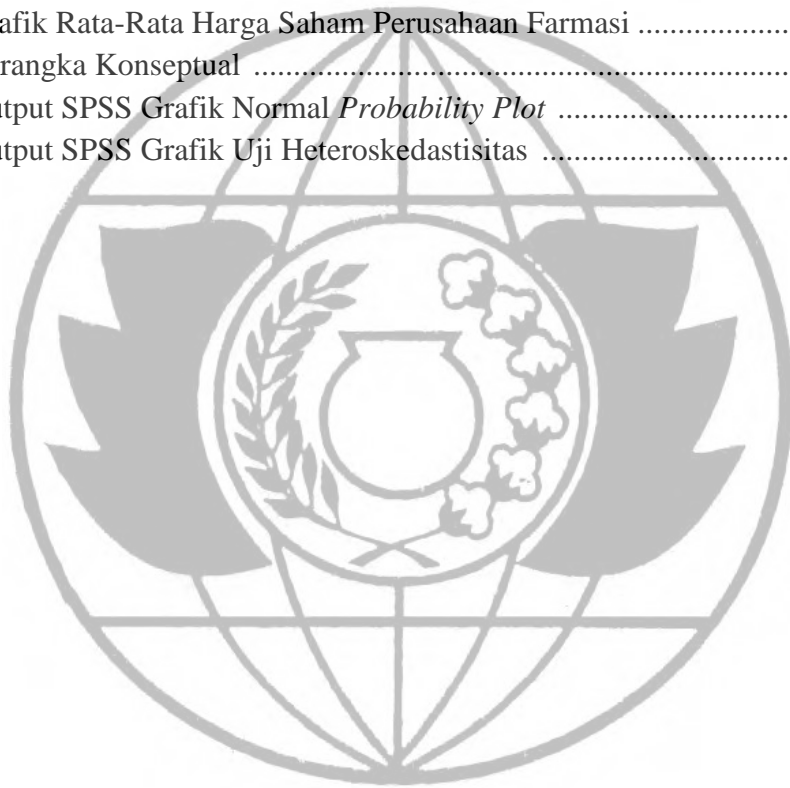 afik Rata-Rata Harga Saham Perusahaan Farmasi ....................
rangka Konseptual ......................................................................
tput SPSS Grafik Normal Probability Plot ..............................
tput SPSS Grafik Uji Heteroskedastisitas ................................